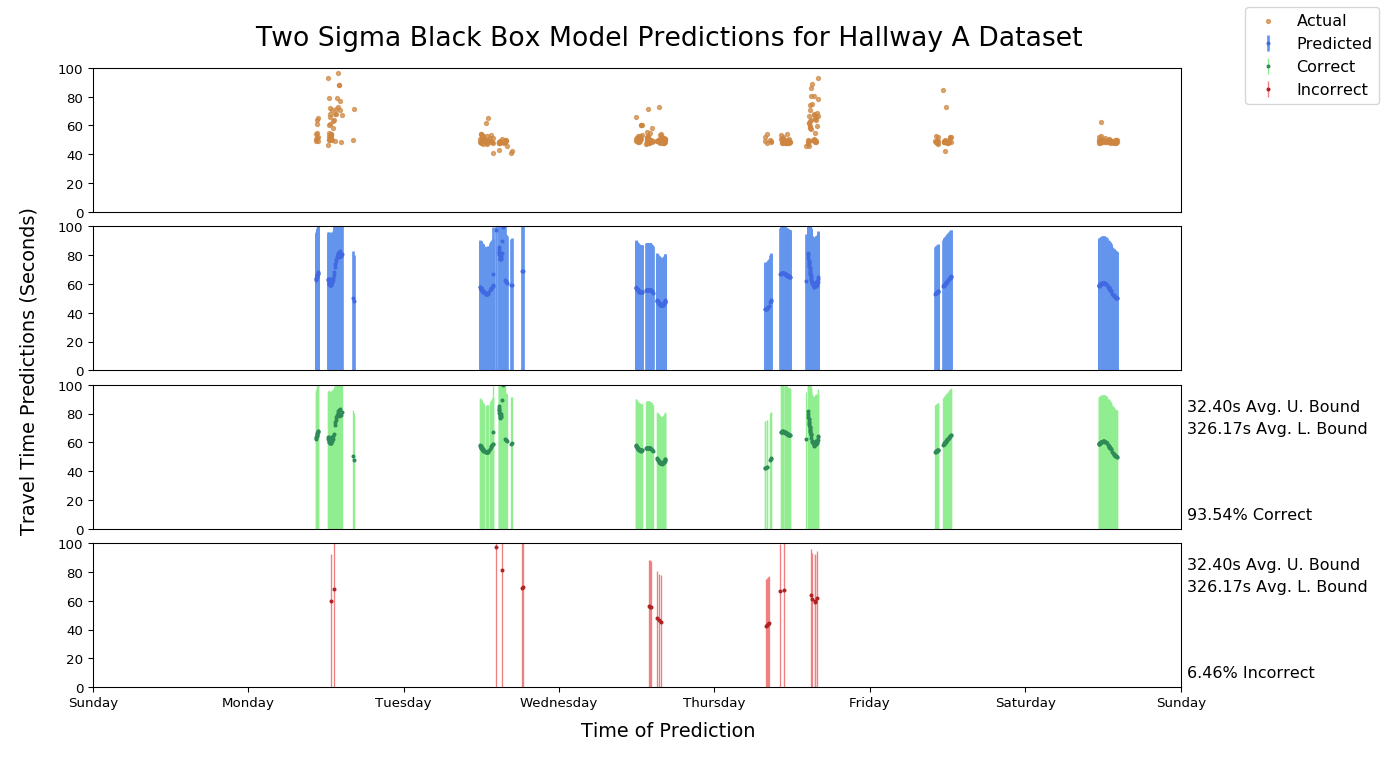 Two Sigma Black Box Model Predictions for Hallway A Dataset
Actual
Predicted
Correct
Incorrect
Travel Time Predictions (Seconds)
100
80
60
40
20
0
100
80
60
40
20
0
100
80
60
40
20
0
32.40s Avg. U. Bound
326.17s Avg. L. Bound
93.54% Correct
100
80
60
40
20
0
32.40s Avg. U. Bound
326.17s Avg. L. Bound
6.46% Incorrect
Sunday Monday Tuesday Wednesday Thursday Friday Saturday Sunday
Time of Prediction